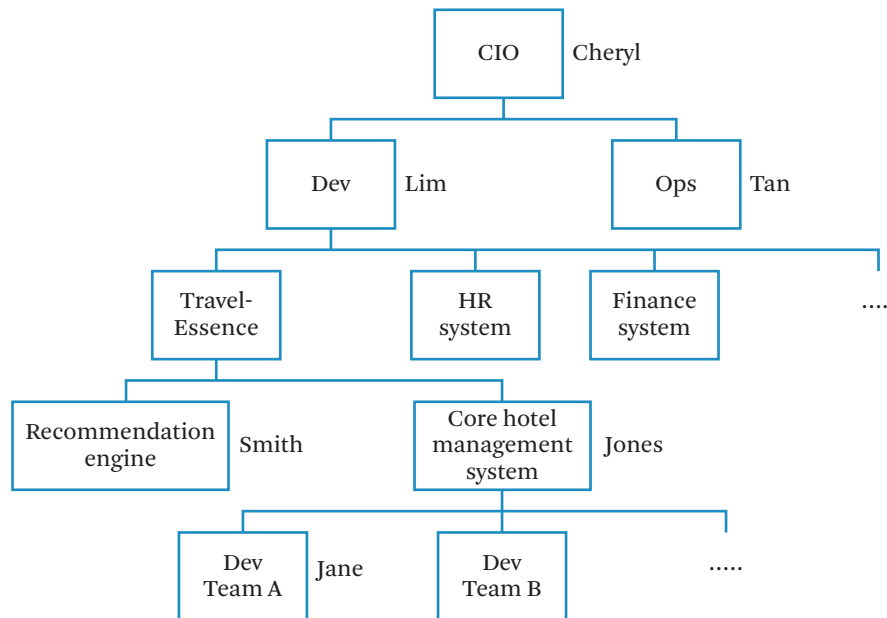 CIO
Cheryl
Dev
Lim
Ops
Tan
Travel-
Essence
HR
system
Finance
system
....
Recommendation
engine
Smith
Core hotel
management
system
Jones
Dev
Team A
Jane
Dev
Team B
.....